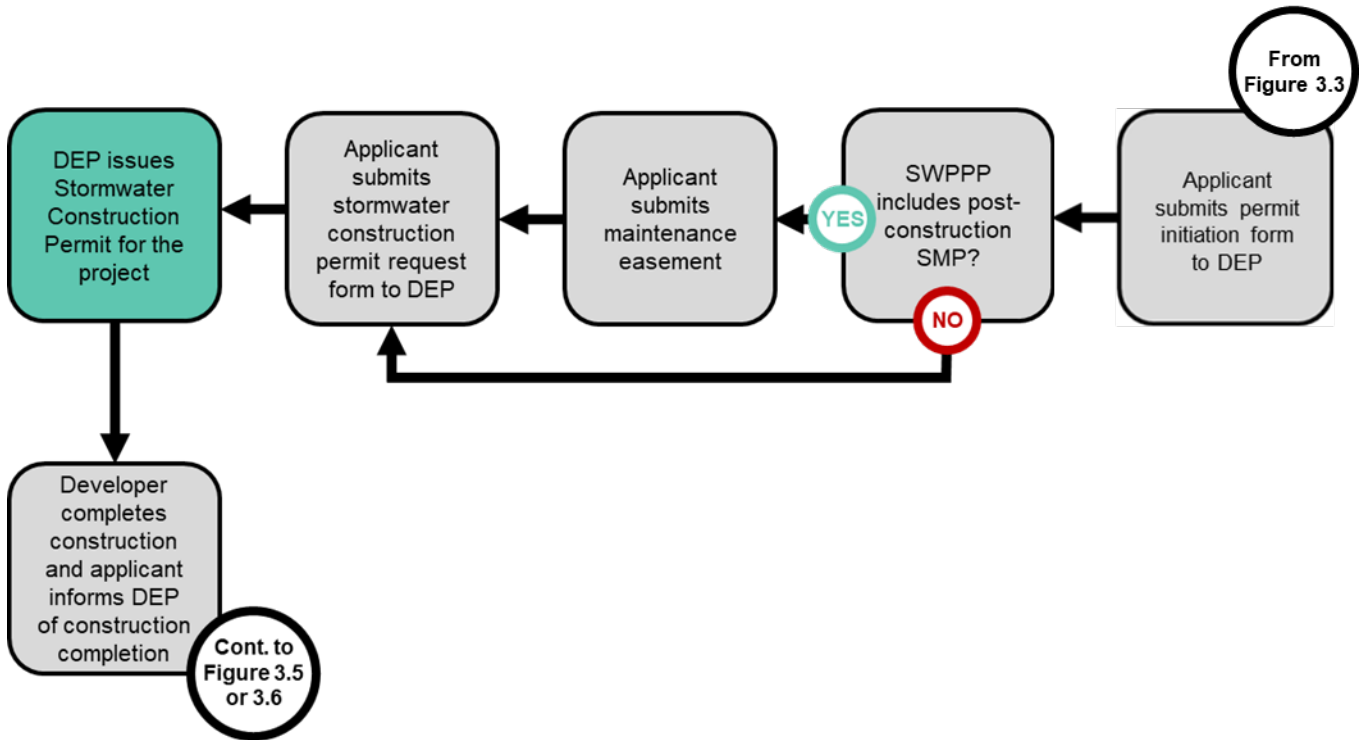 From
Figure 3.3
Applicant
submits permit
initiation form
to DEP
SWPPP
includes post-
construction
SMP?
YES
NO
Applicant
submits
maintenance
easement
Applicant
submits
stormwater
construction
permit request
form to DEP
DEP issues
Stormwater
Construction
Permit for the
project
Developer
completes
construction
and applicant
informs DEP
of construction
completion
Cont. to
Figure 3.5
or 3.6